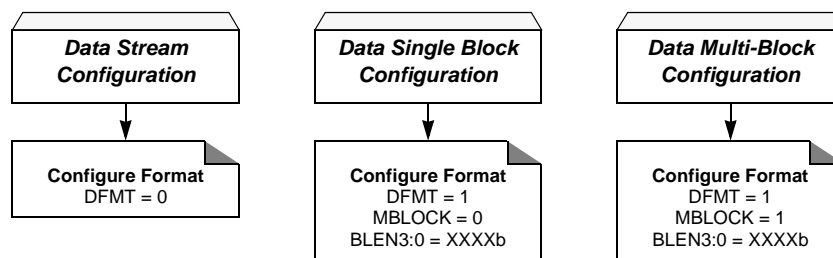 Data Stream
Configuration
Configure Format
DFMT = 0
Data Single Block
Configuration
Configure Format
DFMT = 1
MBLOCK = 0
BLEN3:0 = XXXXb
Data Multi-Block
Configuration
Configure Format
DFMT = 1
MBLOCK = 1
BLEN3:0 = XXXXb